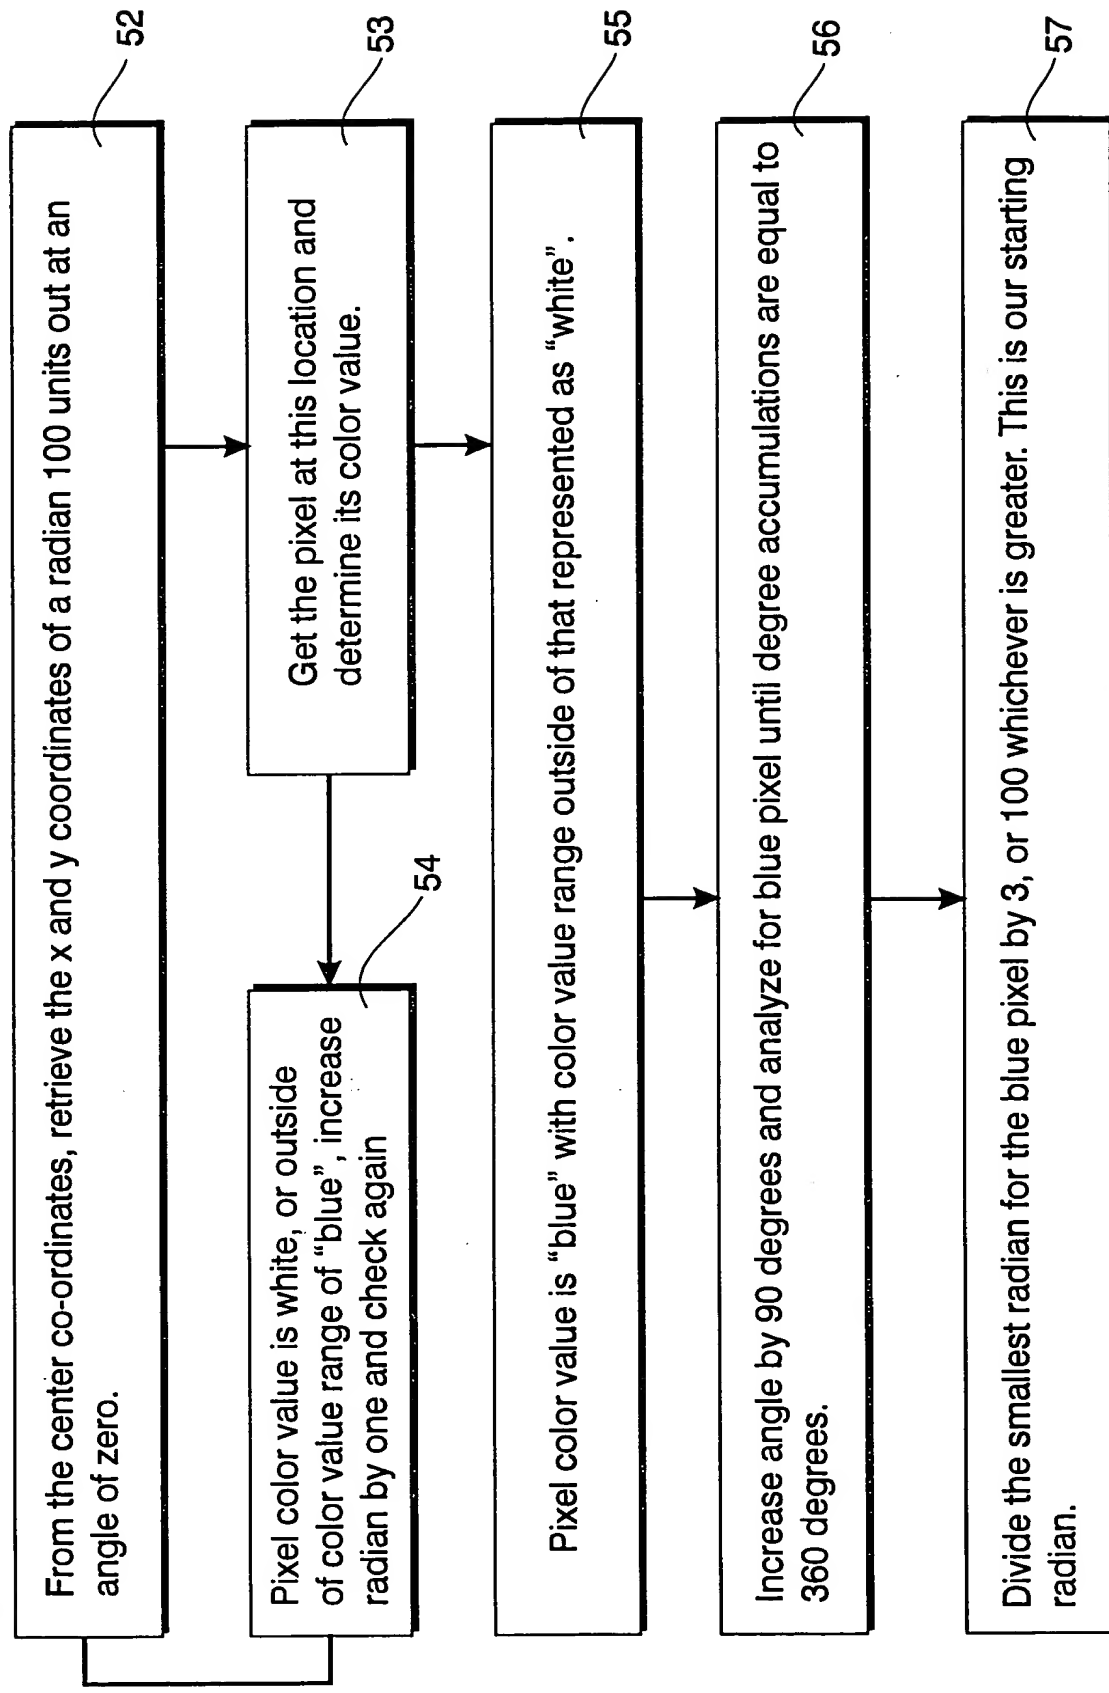 From the center co-ordinates, retrieve the x and y coordinates of a radian 100 units out at an
angle of zero.
52
Get the pixel at this location and
determine its color value.
53
Pixel color value is white, or outside
of color value range of “blue”, increase
radian by one and check again
54
Pixel color value is “blue” with color value range outside of that represented as “white”.
55
Increase angle by 90 degrees and analyze for blue pixel until degree accumulations are equal to
360 degrees.
56
Divide the smallest radian for the blue pixel by 3, or 100 whichever is greater. This is our starting
radian.
57